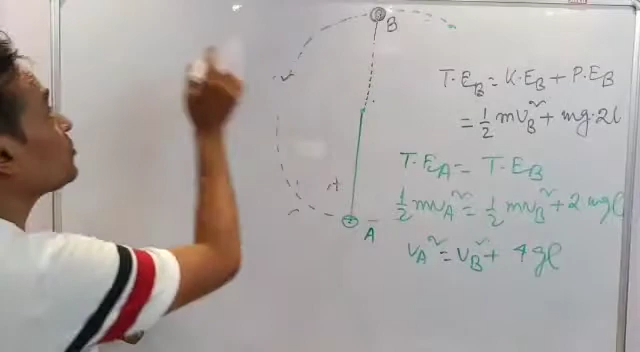 B
T.E_B = K.E_B + P.E_B
= 1/2 mv_B² + mg.2l
T.E_A = T.E_B
1/2 mv_A² = 1/2 mv_B² + 2 mgl
A
v_A² = v_B² + 4gl